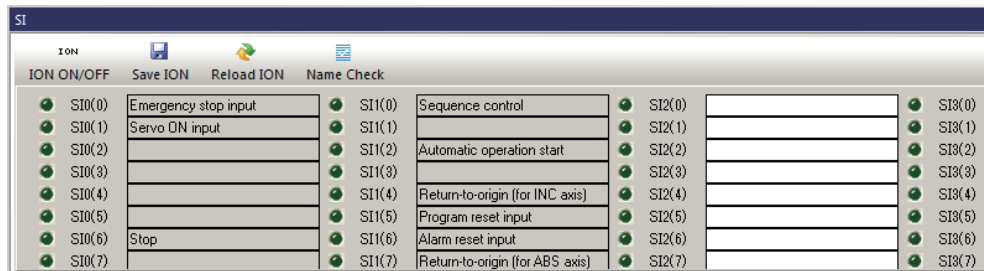 SI
ION
ION ON/OFF Save ION Reload ION Name Check
SI0(0) Emergency stop input SI1(0) Sequence control SI2(0) SI3(0)
SI0(1) Servo ON input SI1(1) SI2(1) SI3(1)
SI0(2) SI1(2) Automatic operation start SI2(2) SI3(2)
SI0(3) SI1(3) SI2(3) SI3(3)
SI0(4) SI1(4) Return-to-origin (for INC axis) SI2(4) SI3(4)
SI0(5) SI1(5) Program reset input SI2(5) SI3(5)
SI0(6) Stop SI1(6) Alarm reset input SI2(6) SI3(6)
SI0(7) SI1(7) Return-to-origin (for ABS axis) SI2(7) SI3(7)